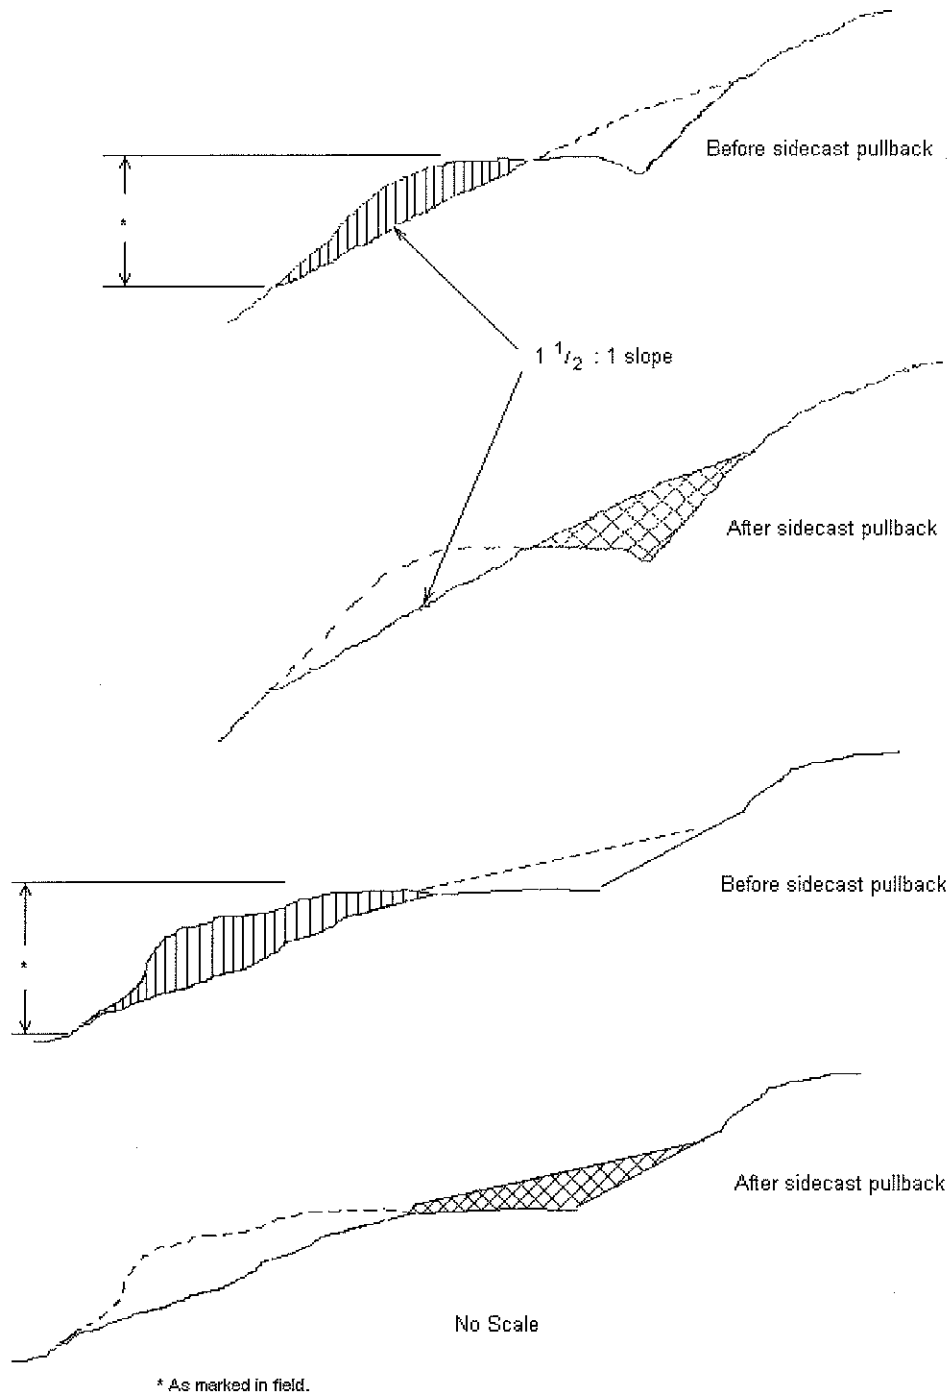 Before sidecast pullback
*
1 1/2 : 1 slope
After sidecast pullback
Before sidecast pullback
*
After sidecast pullback
No Scale
* As marked in field.